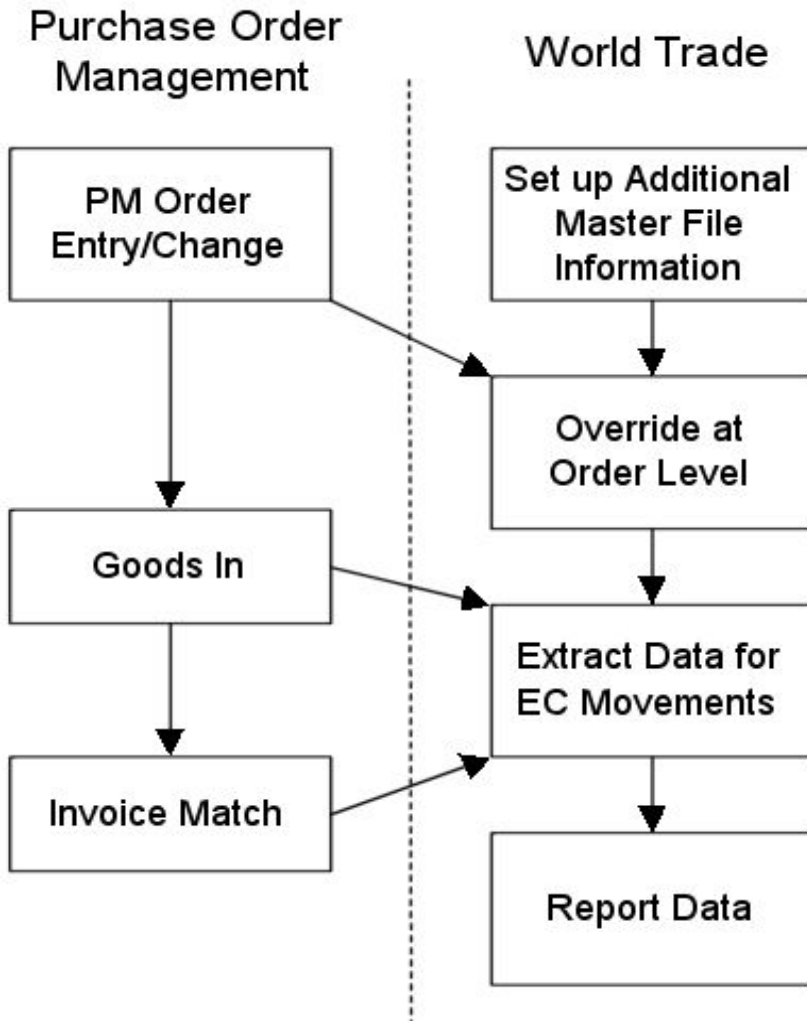 Purchase Order
Management
World Trade
PM Order
Entry/Change
Set up Additional
Master File
Information
Override at
Order Level
Goods In
Extract Data for
EC Movements
Invoice Match
Report Data